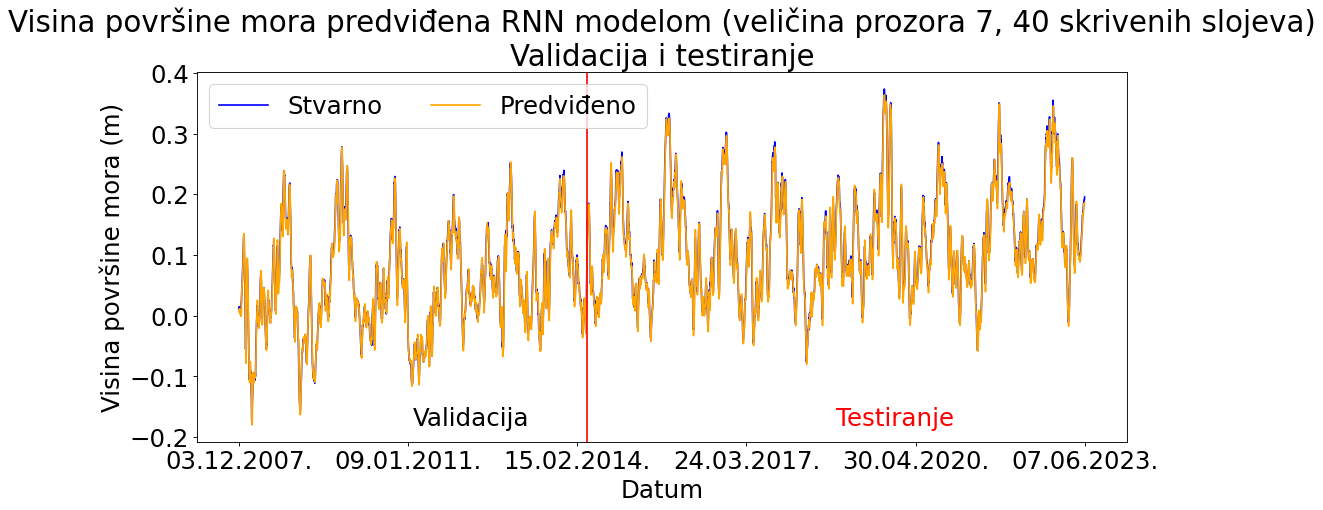 Visina površine mora predviđena RNN modelom (veličina prozora 7, 40 skrivenih slojeva)
Validacija i testiranje
Stvarno
Predviđeno
Visina površine mora (m)
0.4
0.3
0.2
0.1
0.0
−0.1
−0.2
Validacija
Testiranje
03.12.2007.
09.01.2011.
15.02.2014.
24.03.2017.
30.04.2020.
07.06.2023.
Datum